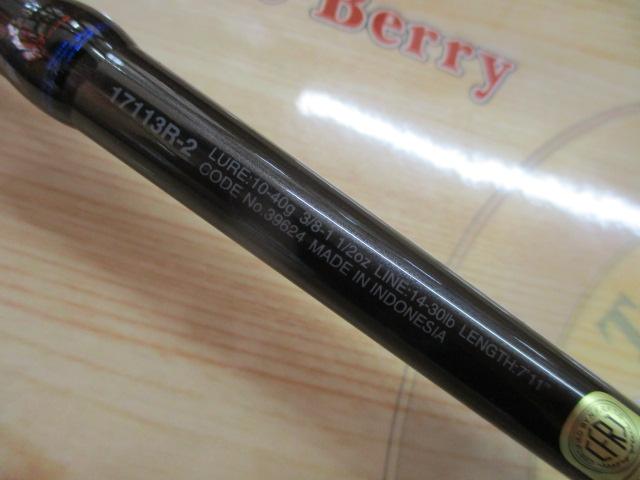 Berry
17113R-2
LURE:10-40g 3/8-1 1/2oz LINE:14-30lb LENGTH:7'11"
CODE No.39624 MADE IN INDONESIA